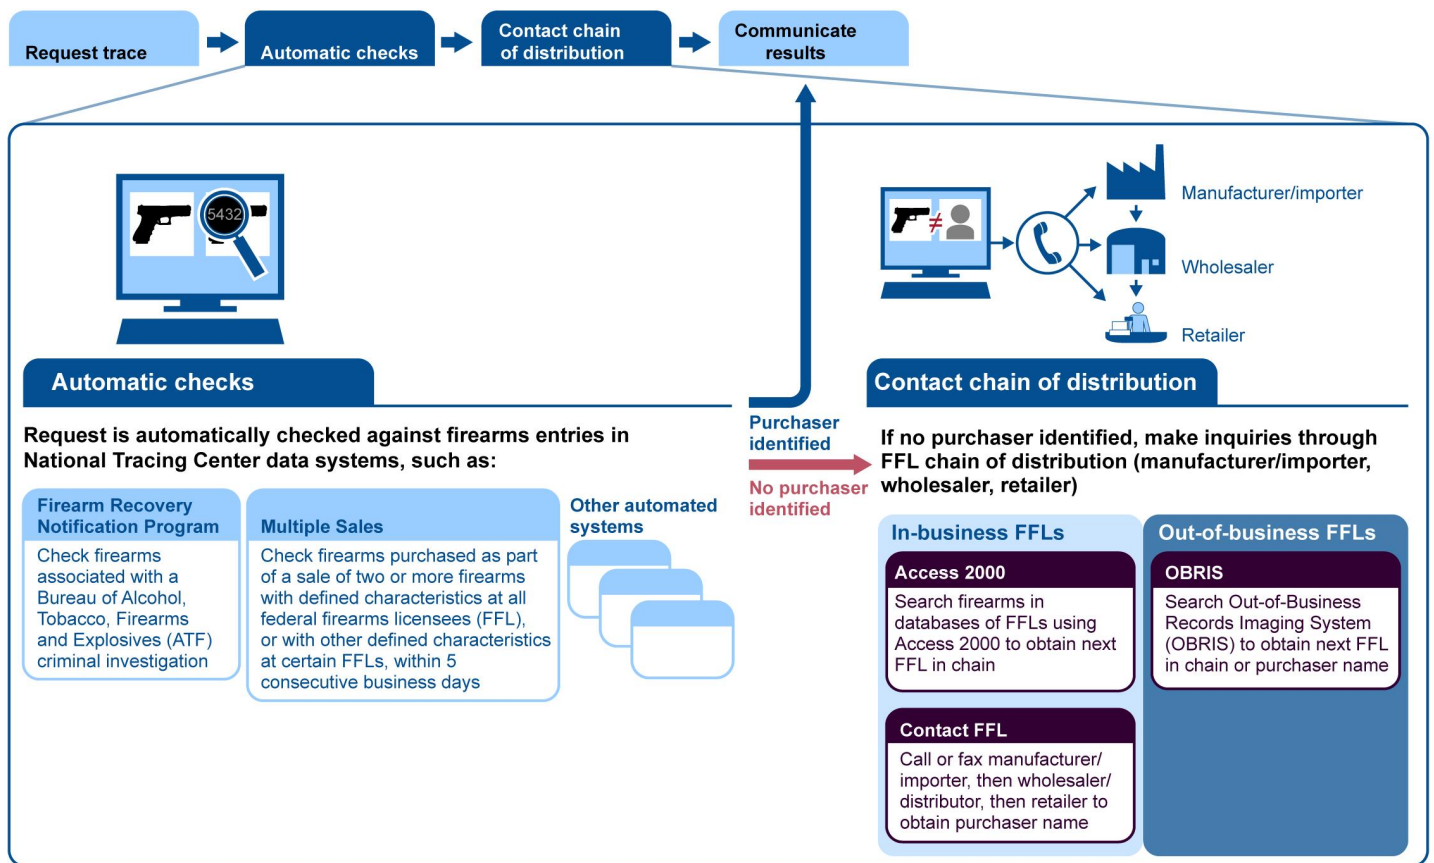 Request trace
Automatic checks
Contact chain
of distribution
Communicate
results
5432
Manufacturer/importer
Wholesaler
Retailer
Automatic checks
Request is automatically checked against firearms entries in
National Tracing Center data systems, such as:
Firearm Recovery
Notification Program
Check firearms
associated with a
Bureau of Alcohol,
Tobacco, Firearms
and Explosives (ATF)
criminal investigation
Multiple Sales
Check firearms purchased as part
of a sale of two or more firearms
with defined characteristics at all
federal firearms licensees (FFL),
or with other defined characteristics
at certain FFLs, within 5
consecutive business days
Other automated
systems
Purchaser
identified
No purchaser
identified
≠
Contact chain of distribution
If no purchaser identified, make inquiries through
FFL chain of distribution (manufacturer/importer,
wholesaler, retailer)
In-business FFLs
Access 2000
Search firearms in
databases of FFLs using
Access 2000 to obtain next
FFL in chain
Contact FFL
Call or fax manufacturer/
importer, then wholesaler/
distributor, then retailer to
obtain purchaser name
Out-of-business FFLs
OBRIS
Search Out-of-Business
Records Imaging System
(OBRIS) to obtain next FFL
in chain or purchaser name